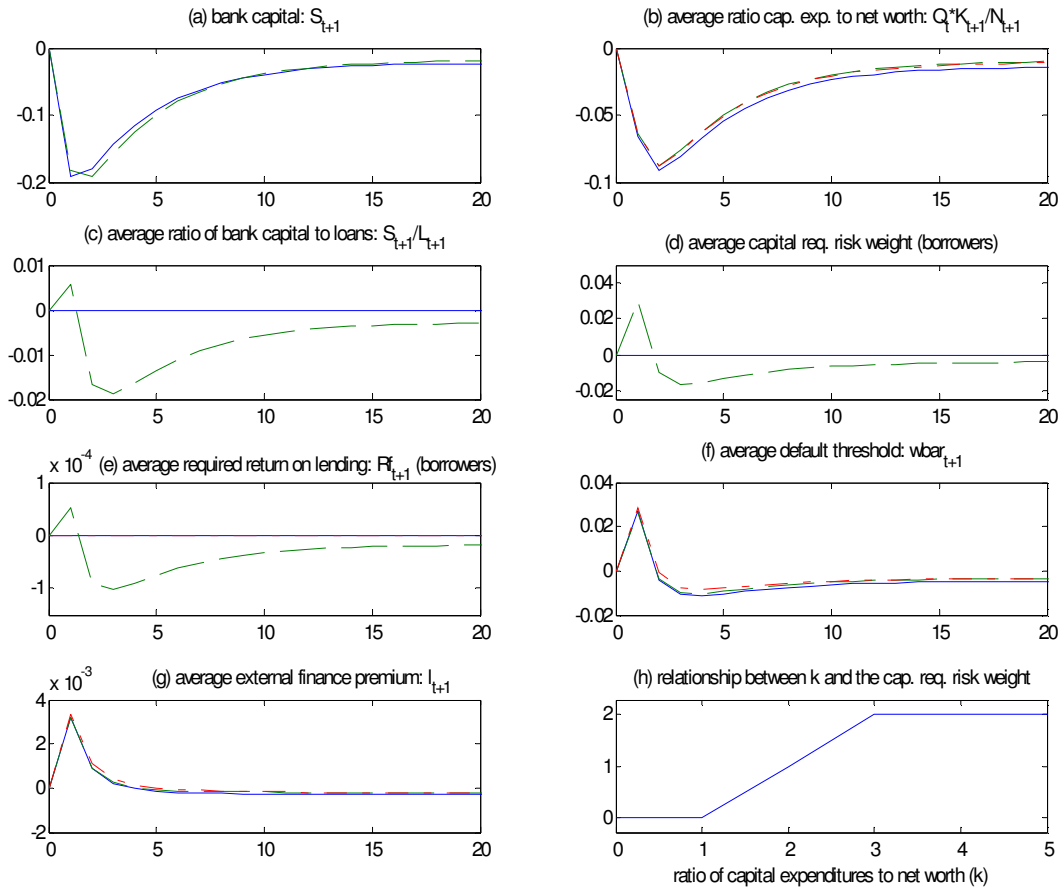 (a) bank capital: S_{t+1}
0
-0.1
-0.2
0 5 10 15 20
(b) average ratio cap. exp. to net worth: Q_t*K_{t+1}/N_{t+1}
0
-0.05
-0.1
0 5 10 15 20
(c) average ratio of bank capital to loans: S_{t+1}/L_{t+1}
0.01
0
-0.01
-0.02
0 5 10 15 20
(d) average capital req. risk weight (borrowers)
0.04
0.02
0
-0.02
0 5 10 15 20
x 10^{-4}
(e) average required return on lending: Rf_{t+1} (borrowers)
1
0
-1
0 5 10 15 20
(f) average default threshold: wbar_{t+1}
0.04
0.02
0
-0.02
0 5 10 15 20
x 10^{-3}
(g) average external finance premium: l_{t+1}
4
2
0
-2
0 5 10 15 20
(h) relationship between k and the cap. req. risk weight
2
1
0
0 1 2 3 4 5
ratio of capital expenditures to net worth (k)